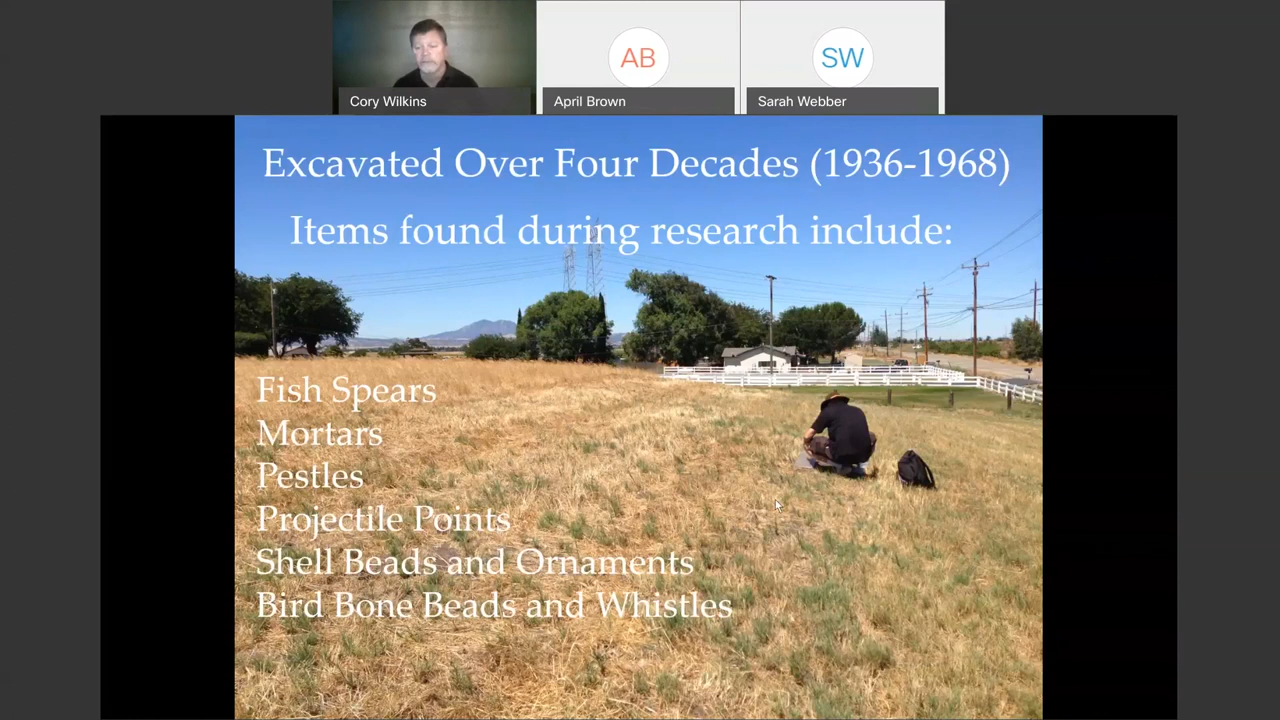 AB
SW
Cory Wilkins
April Brown
Sarah Webber
Excavated Over Four Decades (1936-1968)
Items found during research include:
Fish Spears
Mortars
Pestles
Projectile Points
Shell Beads and Ornaments
Bird Bone Beads and Whistles